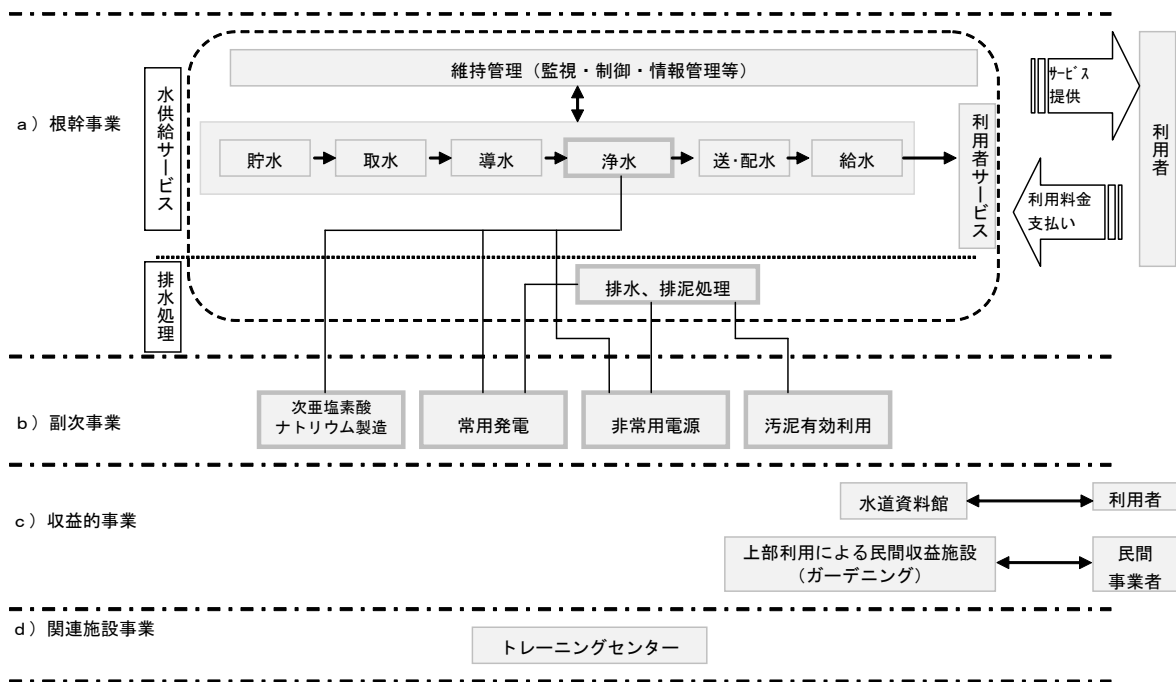 維持管理（監視・制御・情報管理等）
サービス
提供
水供給サービス
a）根幹事業
貯水
取水
導水
浄水
送・配水
給水
利用者サービス
利用者
利用料金
支払い
排水処理
排水、排泥処理
b）副次事業
次亜塩素酸
ナトリウム製造
常用発電
非常用電源
汚泥有効利用
c）収益的事業
水道資料館
利用者
上部利用による民間収益施設
（ガーデニング）
民間
事業者
d）関連施設事業
トレーニングセンター